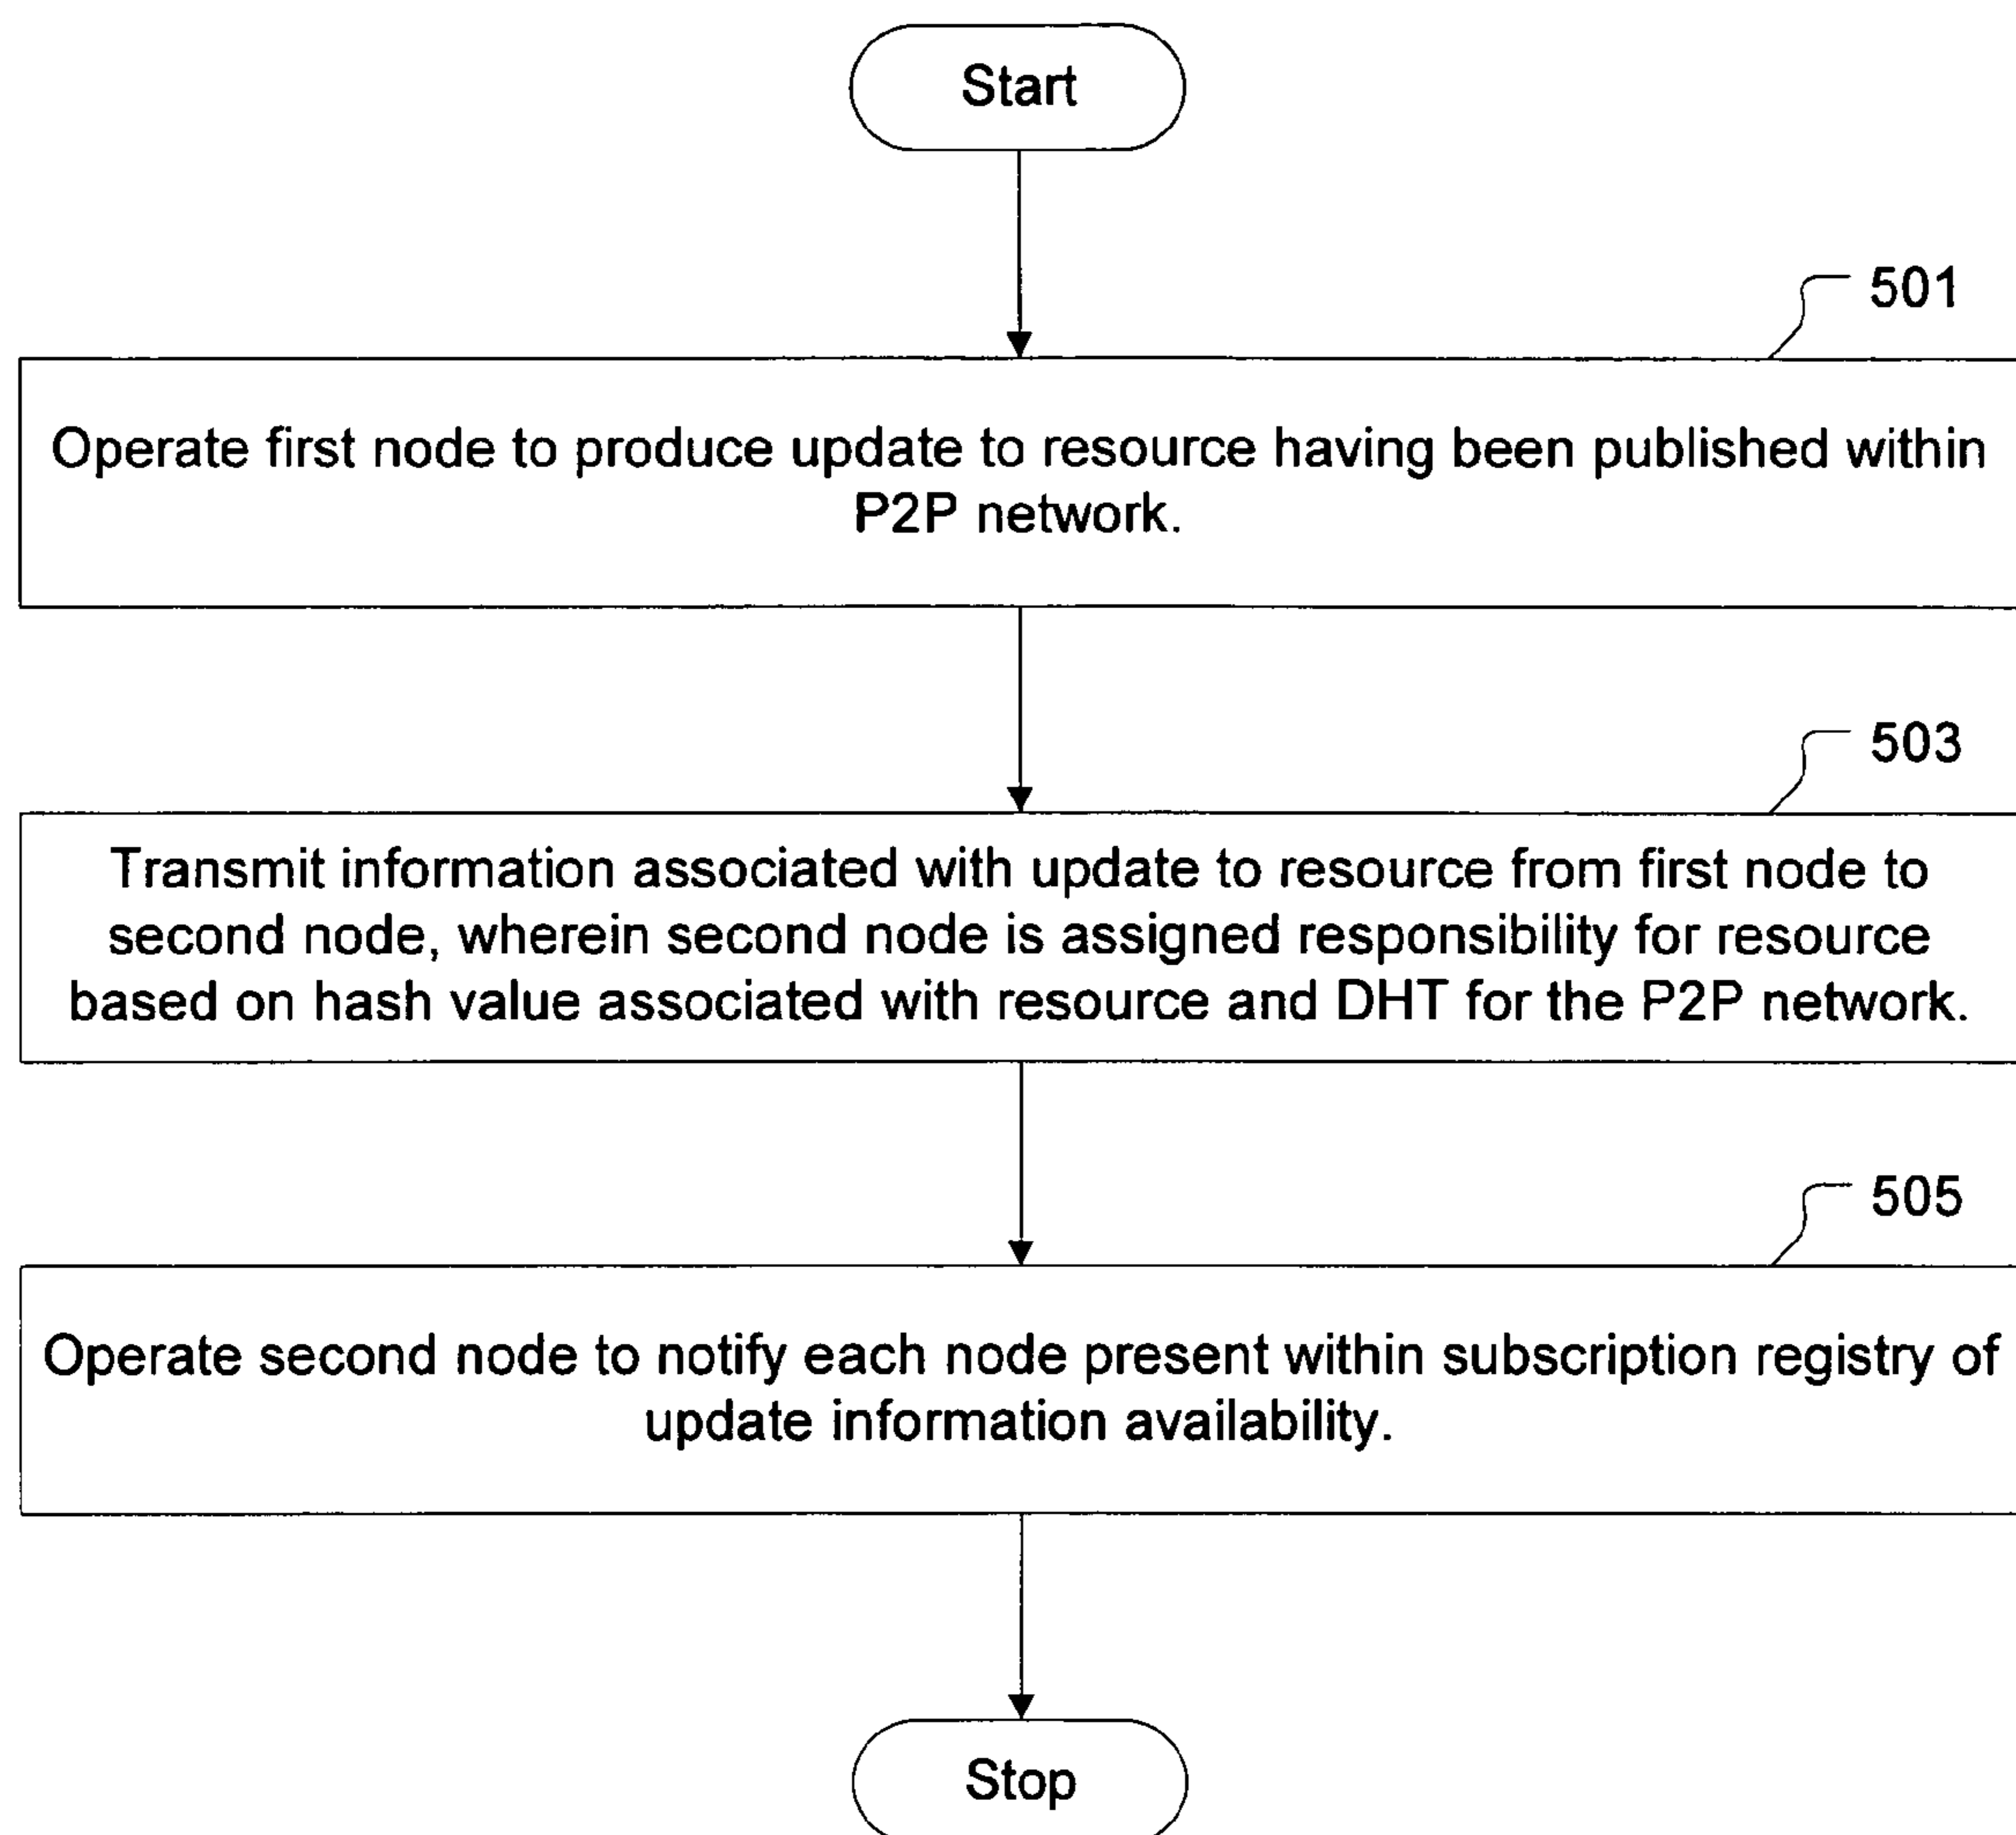 Start
501
Operate first node to produce update to resource having been published within
P2P network.
503
Transmit information associated with update to resource from first node to
second node, wherein second node is assigned responsibility for resource
based on hash value associated with resource and DHT for the P2P network.
505
Operate second node to notify each node present within subscription registry of
update information availability.
Stop